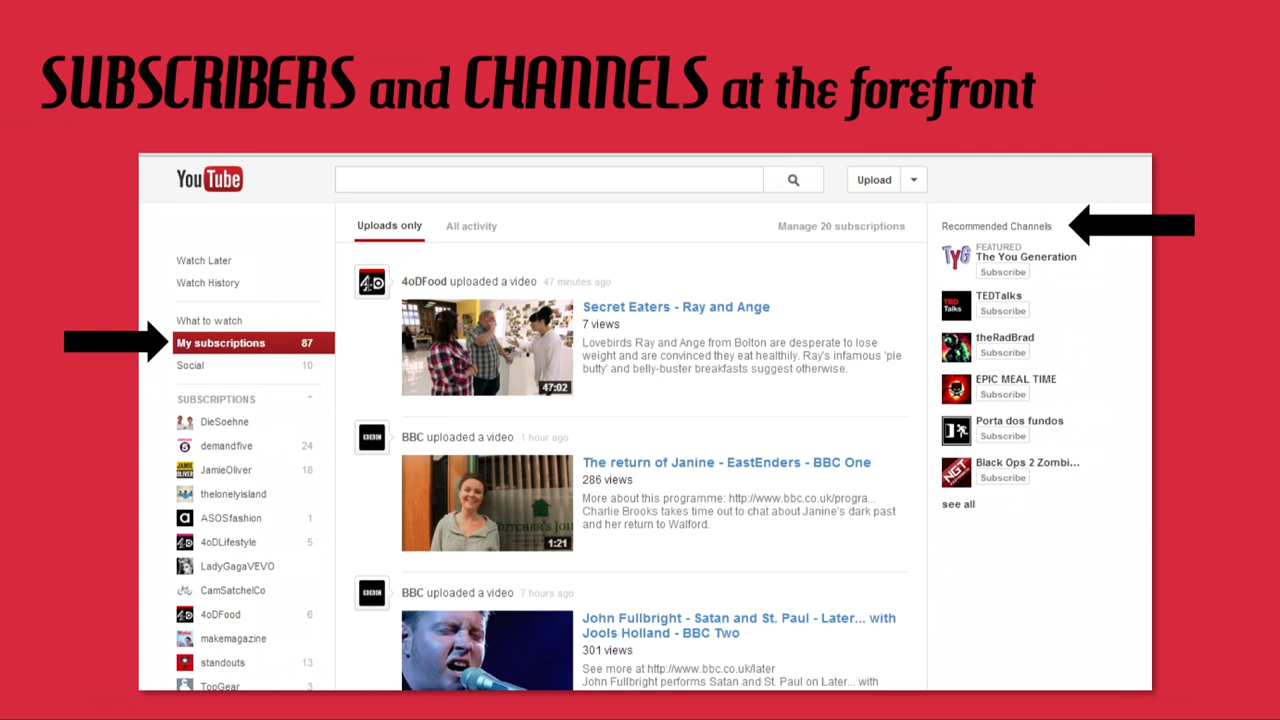 SUBSCRIBERS and CHANNELS at the forefront
YouTube
Upload
Watch Later
Watch History
What to watch
My subscriptions 87
Social 10
SUBSCRIPTIONS
DieSoehne
demandfive 24
JamieOliver 18
thelonelyisland
ASOSfashion 1
4oDLifestyle 5
LadyGagaVEVO
CamSatchelCo
4oDFood 6
makemagazine
standouts 13
TopGear 3
Uploads only All activity Manage 20 subscriptions
4oDFood uploaded a video 47 minutes ago
47:02
Secret Eaters - Ray and Ange
7 views
Lovebirds Ray and Ange from Bolton are desperate to lose
weight and are convinced they eat healthily. Ray's infamous 'pie
butty' and belly-buster breakfasts suggest otherwise.
BBC
BBC uploaded a video 1 hour ago
BUTCHER'S JOI
1:21
The return of Janine - EastEnders - BBC One
286 views
More about this programme: http://www.bbc.co.uk/progra...
Charlie Brooks takes time out to chat about Janine's dark past
and her return to Walford.
BBC
BBC uploaded a video 7 hours ago
John Fullbright - Satan and St. Paul - Later... with
Jools Holland - BBC Two
301 views
See more at http://www.bbc.co.uk/later
John Fullbright performs Satan and St. Paul on Later... with
Recommended Channels
TYG
FEATURED
The You Generation
Subscribe
TED
Talks
TEDTalks
Subscribe
theRadBrad
Subscribe
EPIC MEAL TIME
Subscribe
Porta dos fundos
Subscribe
NGT
Black Ops 2 Zombi...
Subscribe
see all